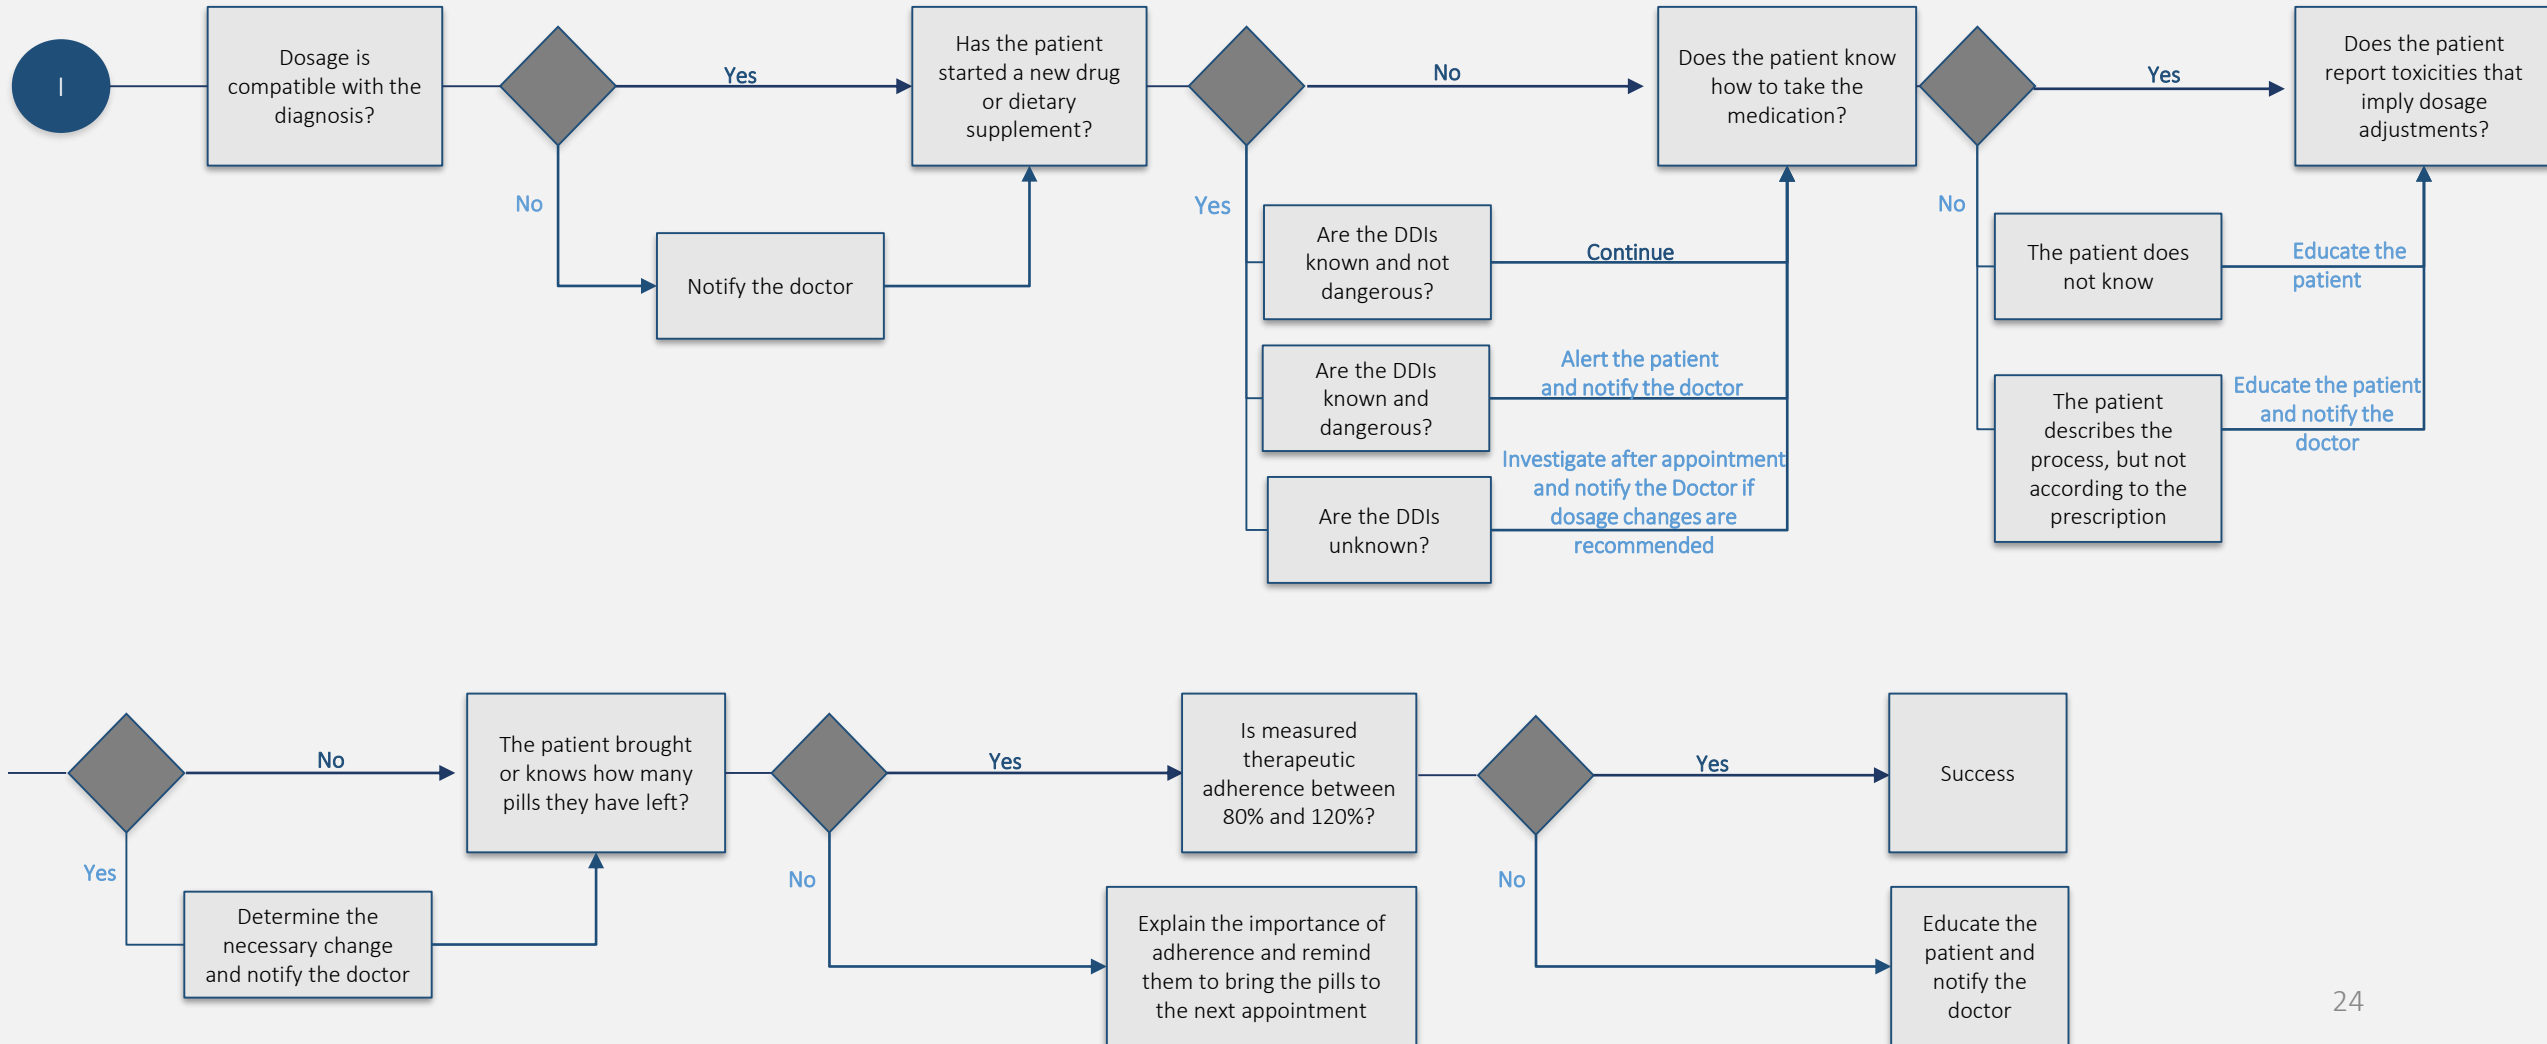 I
Dosage is
compatible with the
diagnosis?
Yes
No
Notify the doctor
Has the patient
started a new drug
or dietary
supplement?
No
Yes
Are the DDIs
known and not
dangerous?
Continue
Are the DDIs
known and
dangerous?
Alert the patient
and notify the doctor
Are the DDIs
unknown?
Investigate after appointment
and notify the Doctor if
dosage changes are
recommended
Does the patient know
how to take the
medication?
Yes
No
The patient does
not know
Educate the
patient
The patient
describes the
process, but not
according to the
prescription
Educate the patient
and notify the
doctor
Does the patient
report toxicities that
imply dosage
adjustments?
No
Yes
Determine the
necessary change
and notify the doctor
The patient brought
or knows how many
pills they have left?
Yes
No
Explain the importance of
adherence and remind
them to bring the pills to
the next appointment
Is measured
therapeutic
adherence between
80% and 120%?
Yes
No
Success
Educate the
patient and
notify the
doctor
24